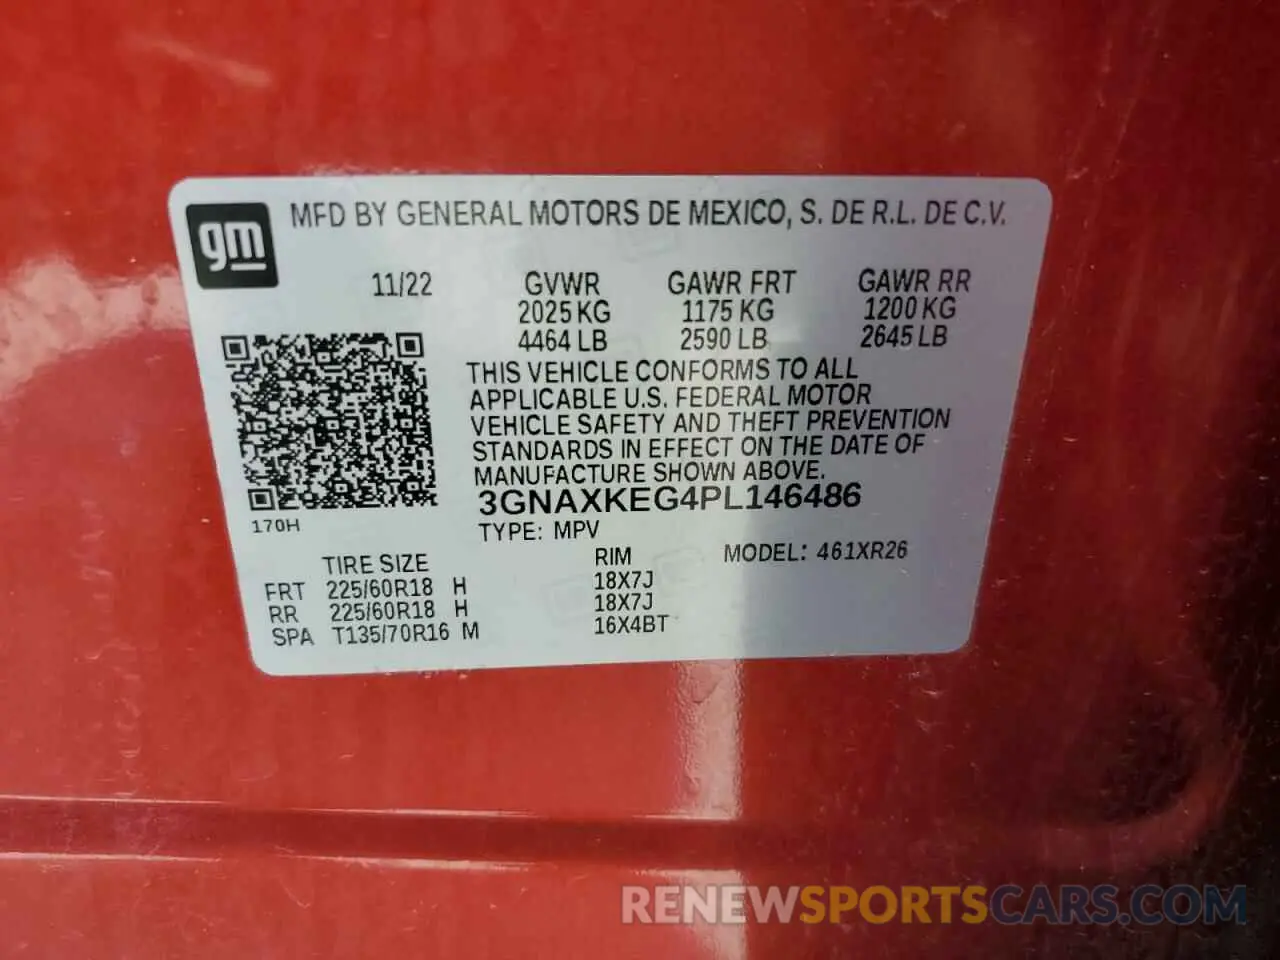 gm
MFD BY GENERAL MOTORS DE MEXICO, S. DE R.L. DE C.V.
11/22 GVWR GAWR FRT GAWR RR
2025 KG 1175 KG 1200 KG
4464 LB 2590 LB 2645 LB
THIS VEHICLE CONFORMS TO ALL
APPLICABLE U.S. FEDERAL MOTOR
VEHICLE SAFETY AND THEFT PREVENTION
STANDARDS IN EFFECT ON THE DATE OF
MANUFACTURE SHOWN ABOVE.
3GNAXKEG4PL146486
170H
TYPE: MPV
TIRE SIZE RIM MODEL: 461XR26
FRT 225/60R18 H 18X7J
RR 225/60R18 H 18X7J
SPA T135/70R16 M 16X4BT
RENEWSPORTSCARS.COM